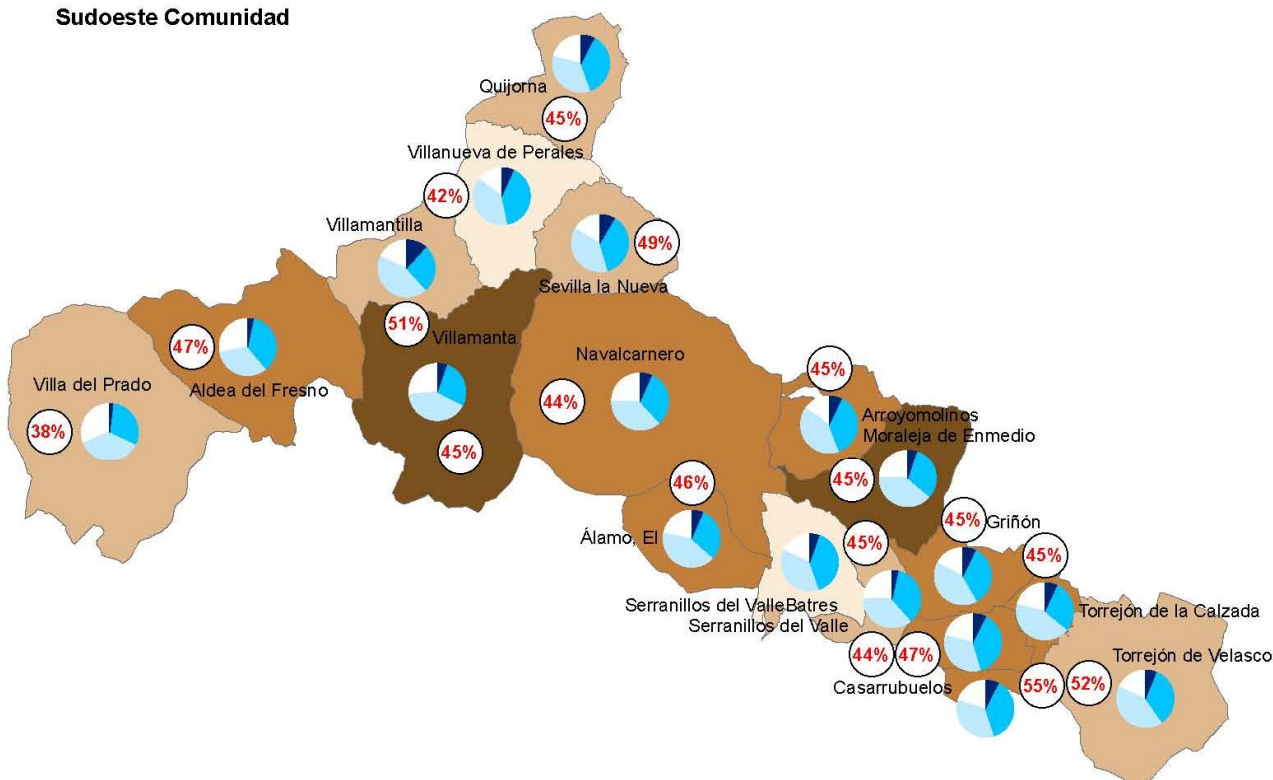 Sudoeste Comunidad
Quijorna
45%
Villanueva de Perales
42%
Villamantilla
49%
Sevilla la Nueva
51%
Villamanta
47%
Aldea del Fresno
Villa del Prado
38%
Navalcarnero
44%
45%
45%
Arroyomolinos
Moraleja de Enmedio
45%
46%
Álamo, El
45%
Griñón
45%
45%
Serranillos del Valle Batres
Serranillos del Valle
Torrejón de la Calzada
44%
47%
Casarrubuelos
55%
52%
Torrejón de Velasco